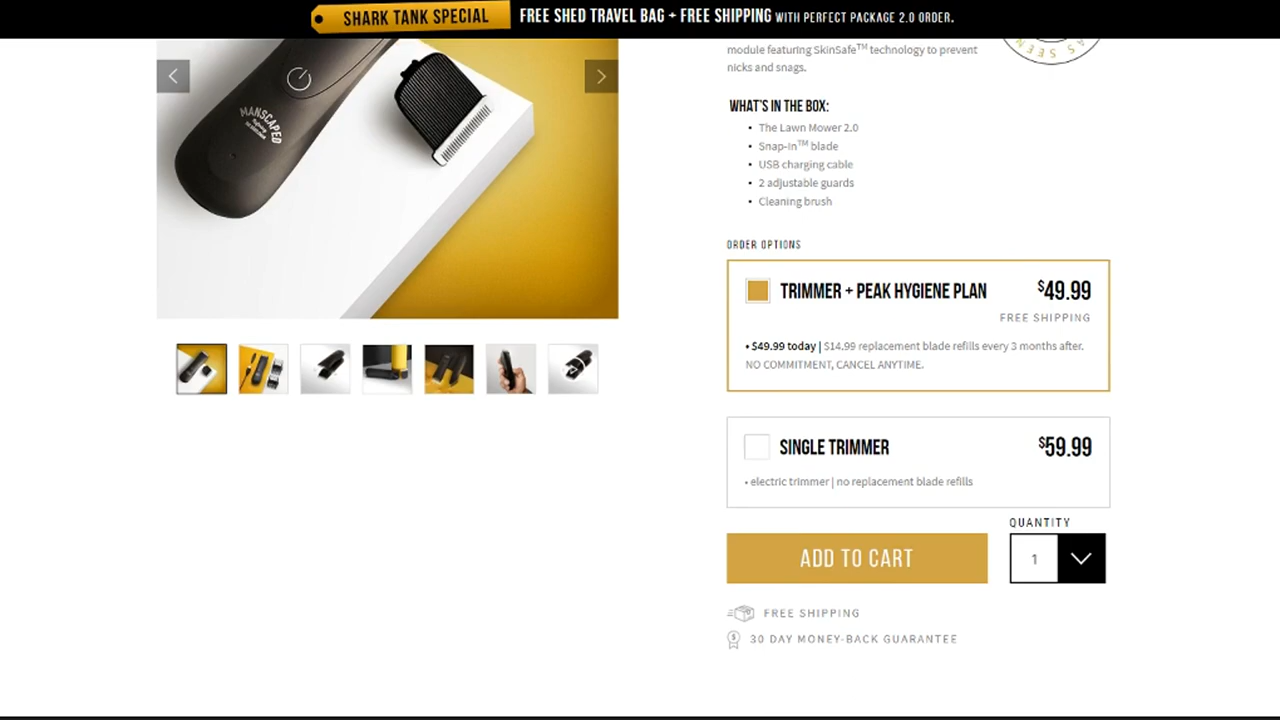 SHARK TANK SPECIAL
FREE SHED TRAVEL BAG + FREE SHIPPING WITH PERFECT PACKAGE 2.0 ORDER.
module featuring SkinSafe™ technology to prevent
nicks and snags.
AS SEEN
MANSCAPED
WHAT'S IN THE BOX:
• The Lawn Mower 2.0
• Snap-In™ blade
• USB charging cable
• 2 adjustable guards
• Cleaning brush
ORDER OPTIONS
TRIMMER + PEAK HYGIENE PLAN $49.99
FREE SHIPPING
• $49.99 today | $14.99 replacement blade refills every 3 months after.
NO COMMITMENT, CANCEL ANYTIME.
SINGLE TRIMMER $59.99
• electric trimmer | no replacement blade refills
QUANTITY
ADD TO CART 1
FREE SHIPPING
30 DAY MONEY-BACK GUARANTEE